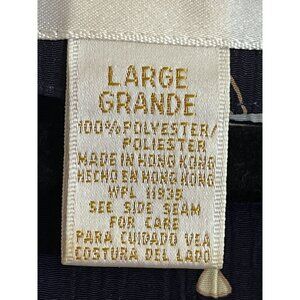 LARGE
GRANDE
100% POLYESTER/
POLIESTER
MADE IN HONG KONG
HECHO EN HONG KONG
WPL 11935
SEE SIDE SEAM
FOR CARE
PARA CUIDADO VEA
COSTURA DEL LADO